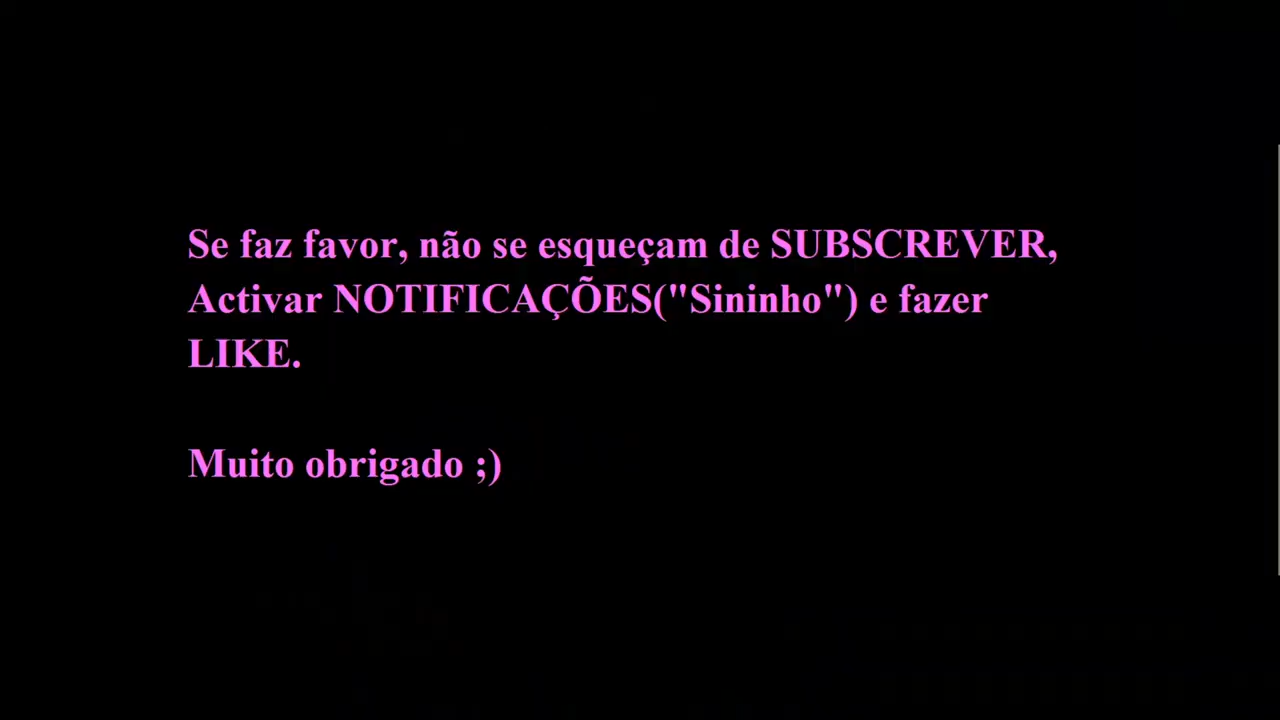 Se faz favor, não se esqueçam de SUBSCREVER,
Activar NOTIFICAÇÕES("Sininho") e fazer
LIKE.
Muito obrigado ;)